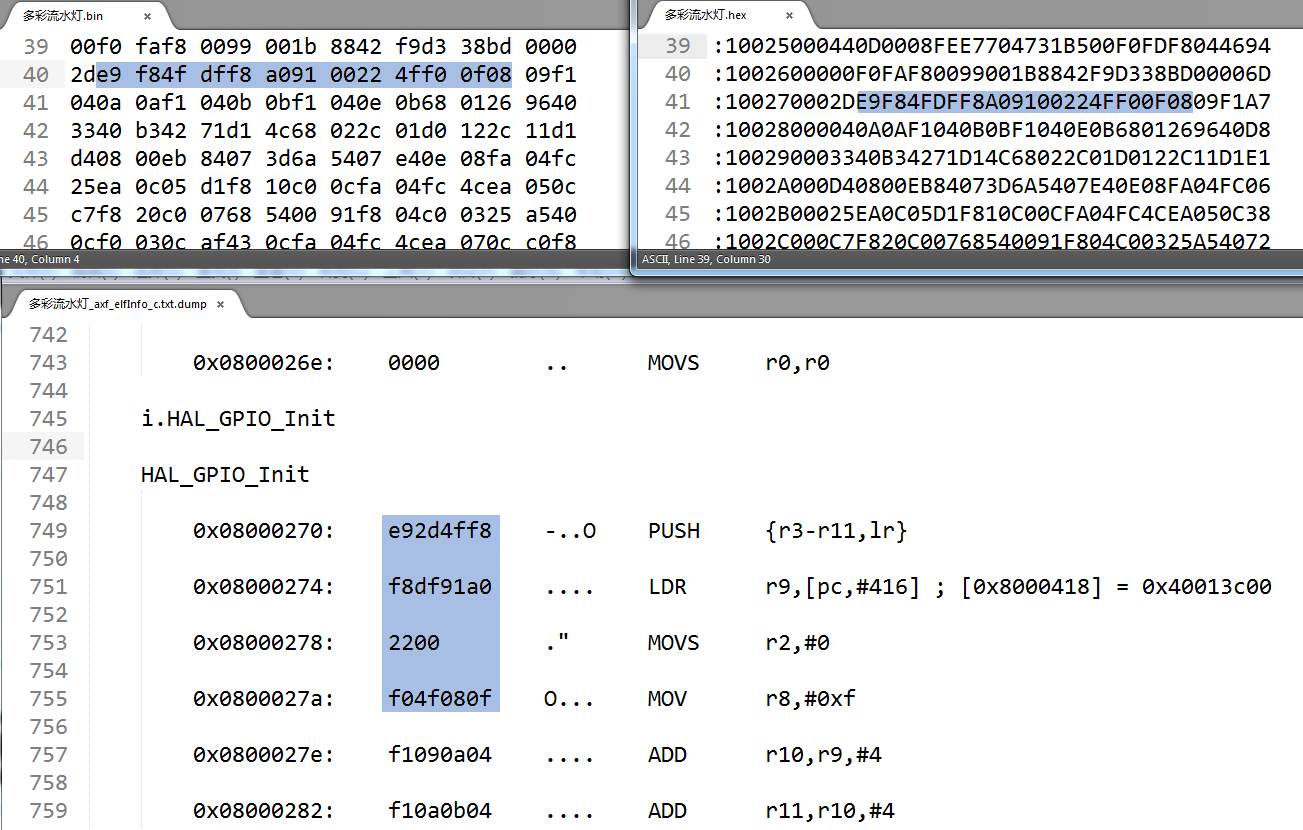 多彩流水灯.bin ×
39 00f0 faf8 0099 001b 8842 f9d3 38bd 0000
40 2de9 f84f dff8 a091 0022 4ff0 0f08 09f1
41 040a 0af1 040b 0bf1 040e 0b68 0126 9640
42 3340 b342 71d1 4c68 022c 01d0 122c 11d1
43 d408 00eb 8407 3d6a 5407 e40e 08fa 04fc
44 25ea 0c05 d1f8 10c0 0cfa 04fc 4cea 050c
45 c7f8 20c0 0768 5400 91f8 04c0 0325 a540
46 0cf0 030c af43 0cfa 04fc 4cea 070c c0f8
ne 40, Column 4
多彩流水灯.hex ×
39 :10025000440D0008FEE7704731B500F0FDF8044694
40 :1002600000F0FAF80099001B8842F9D338BD00006D
41 :100270002DE9F84FDFF8A09100224FF00F0809F1A7
42 :10028000040A0AF1040B0BF1040E0B6801269640D8
43 :100290003340B34271D14C68022C01D0122C11D1E1
44 :1002A000D40800EB84073D6A5407E40E08FA04FC06
45 :1002B00025EA0C05D1F810C00CFA04FC4CEA050C38
46 :1002C000C7F820C00768540091F804C00325A54072
ASCII, Line 39, Column 30
多彩流水灯_axf_elfInfo_c.txt.dump ×
742
743 0x0800026e: 0000 .. MOVS r0,r0
744
745 i.HAL_GPIO_Init
746
747 HAL_GPIO_Init
748
749 0x08000270: e92d4ff8 -..O PUSH {r3-r11,lr}
750
751 0x08000274: f8df91a0 .... LDR r9,[pc,#416] ; [0x8000418] = 0x40013c00
752
753 0x08000278: 2200 ." MOVS r2,#0
754
755 0x0800027a: f04f080f O... MOV r8,#0xf
756
757 0x0800027e: f1090a04 .... ADD r10,r9,#4
758
759 0x08000282: f10a0b04 .... ADD r11,r10,#4